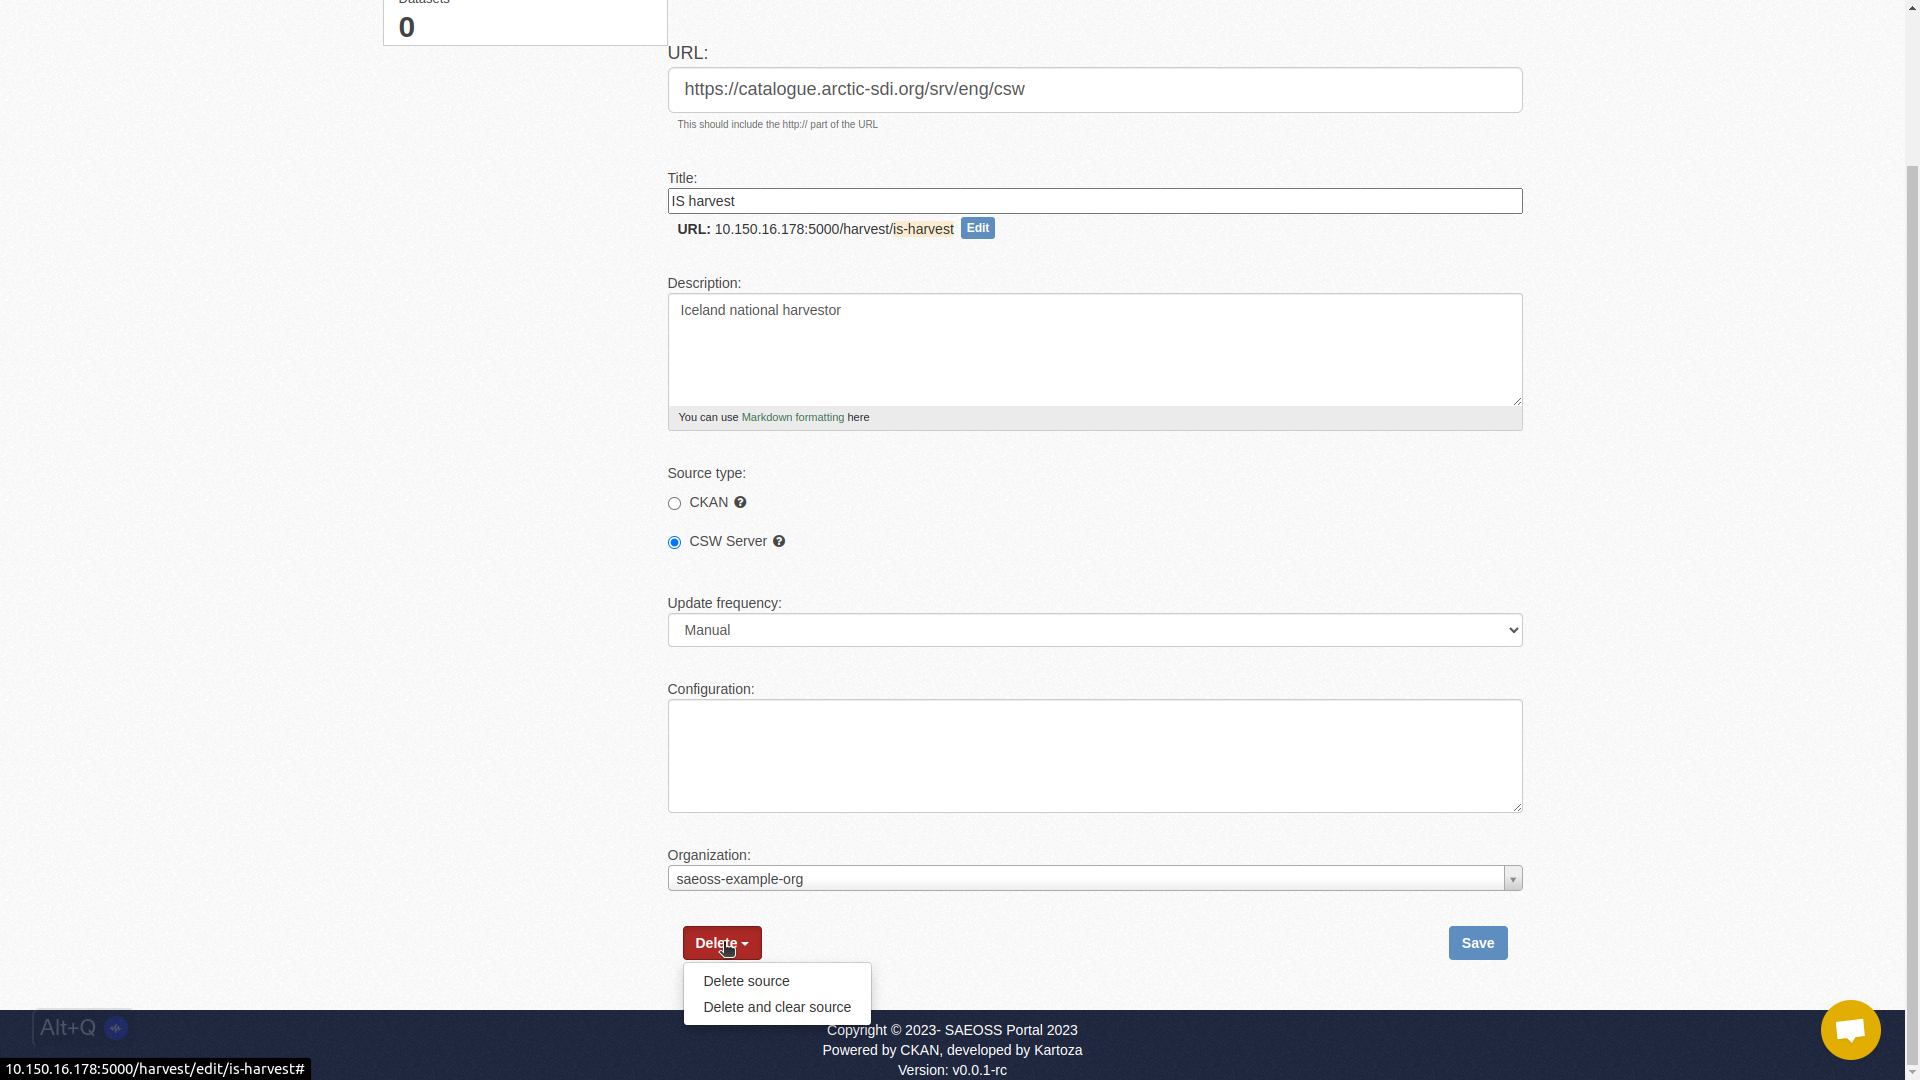 Datasets
0
URL:
https://catalogue.arctic-sdi.org/srv/eng/csw
This should include the http:// part of the URL
Title:
IS harvest
URL: 10.150.16.178:5000/harvest/is-harvest Edit
Description:
Iceland national harvestor
You can use Markdown formatting here
Source type:
CKAN
CSW Server
Update frequency:
Manual
Configuration:
Organization:
saeoss-example-org
Delete
Save
Delete source
Delete and clear source
Alt+Q
Copyright © 2023- SAEOSS Portal 2023
Powered by CKAN, developed by Kartoza
Version: v0.0.1-rc
10.150.16.178:5000/harvest/edit/is-harvest#